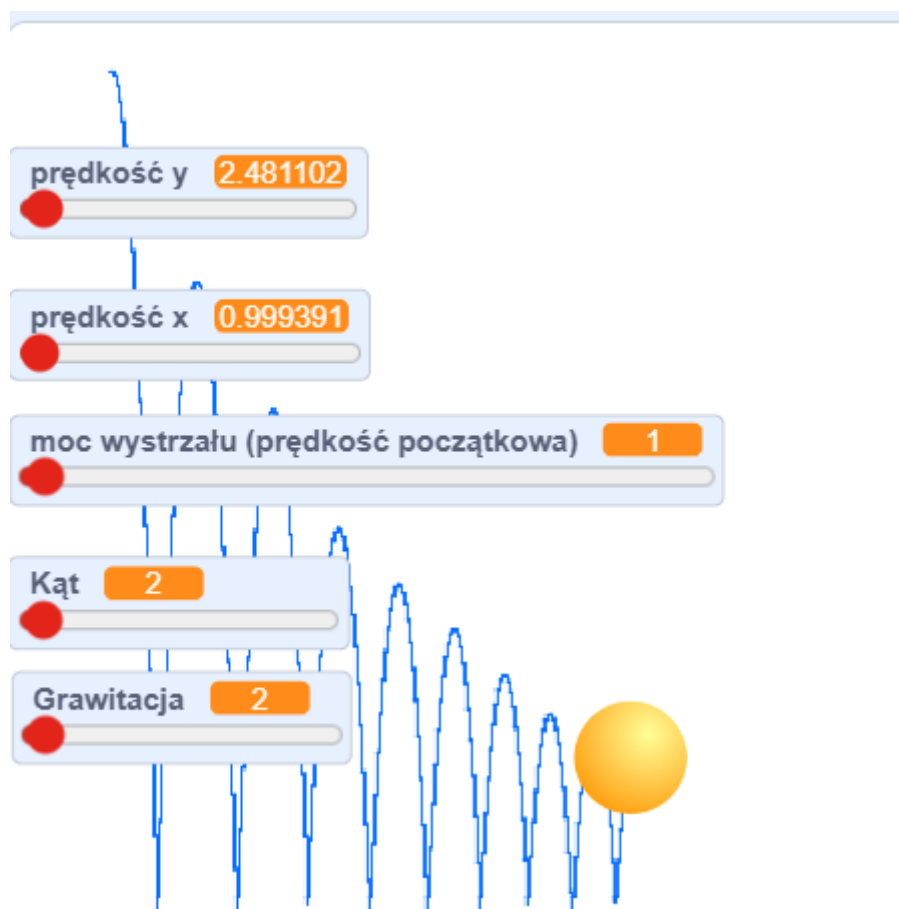 prędkość y 2.481102
prędkość x 0.999391
moc wystrzału (prędkość początkowa) 1
Kąt 2
Grawitacja 2